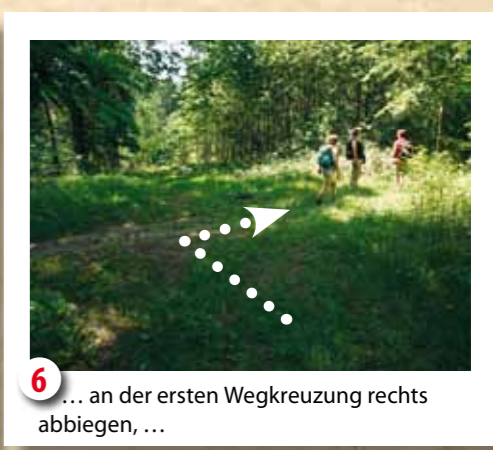 6
… an der ersten Wegkreuzung rechts
abbiegen, …